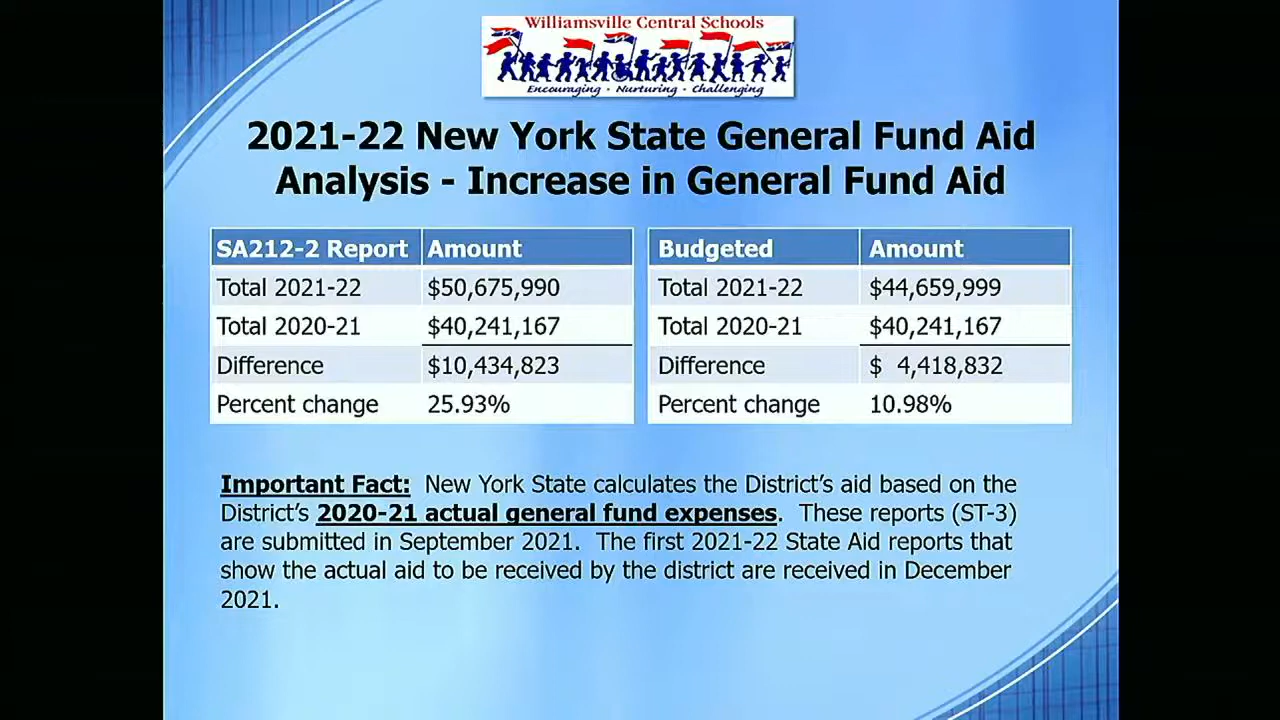 Williamsville Central Schools
Encouraging · Nurturing · Challenging
2021-22 New York State General Fund Aid
Analysis - Increase in General Fund Aid
SA212-2 Report Amount
Total 2021-22 $50,675,990
Total 2020-21 $40,241,167
Difference $10,434,823
Percent change 25.93%
Budgeted Amount
Total 2021-22 $44,659,999
Total 2020-21 $40,241,167
Difference $ 4,418,832
Percent change 10.98%
Important Fact: New York State calculates the District's aid based on the
District's 2020-21 actual general fund expenses. These reports (ST-3)
are submitted in September 2021. The first 2021-22 State Aid reports that
show the actual aid to be received by the district are received in December
2021.